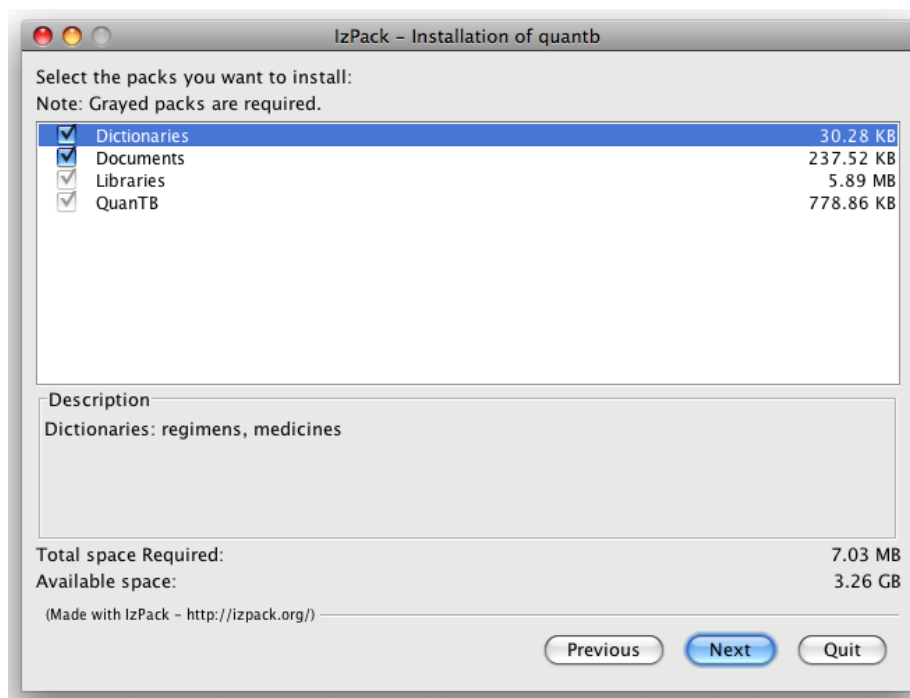 IzPack – Installation of quantb
Select the packs you want to install:
Note: Grayed packs are required.
Dictionaries 30.28 KB
Documents 237.52 KB
Libraries 5.89 MB
QuanTB 778.86 KB
Description
Dictionaries: regimens, medicines
Total space Required: 7.03 MB
Available space: 3.26 GB
(Made with IzPack – http://izpack.org/)
Previous Next Quit